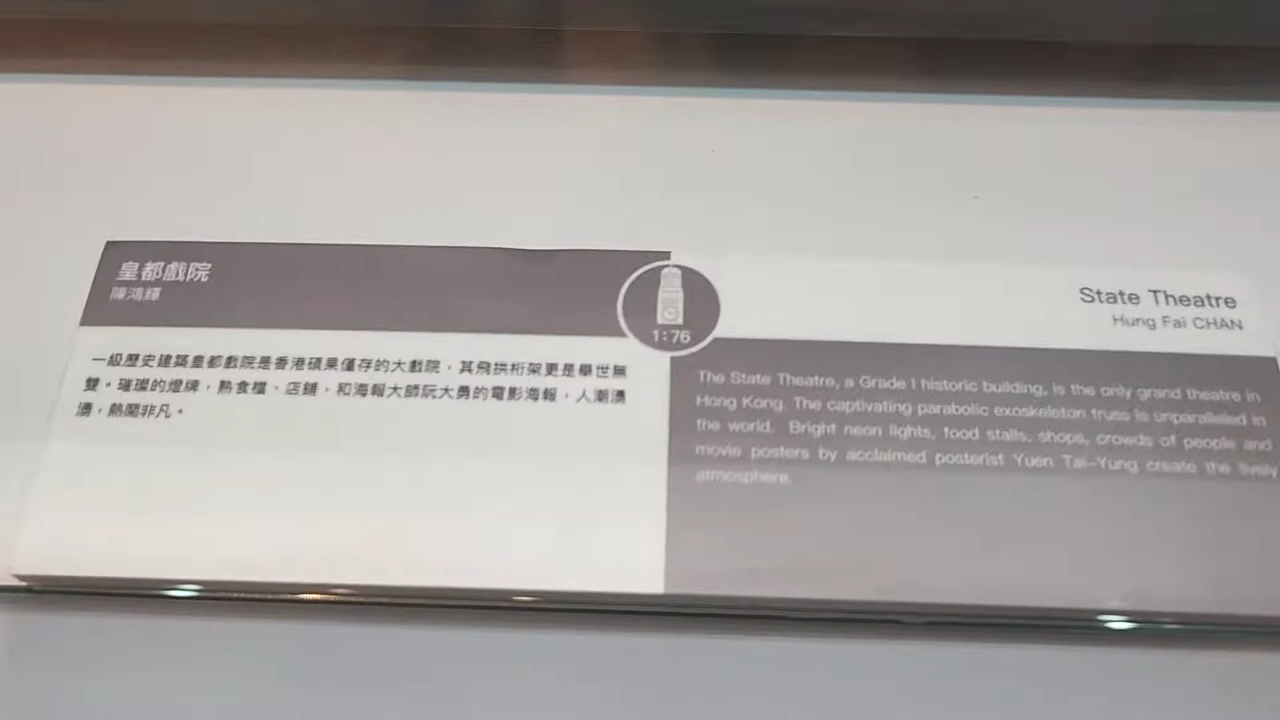 皇都戲院
陳鴻輝
一級歷史建築皇都戲院是香港碩果僅存的大戲院，其飛拱桁架更是舉世無
雙。璀璨的燈牌，熟食檔、店鋪，和海報大師阮大勇的電影海報，人潮湧
湧，熱鬧非凡。
1:76
State Theatre
Hung Fai CHAN
The State Theatre, a Grade I historic building, is the only grand theatre in
Hong Kong. The captivating parabolic exoskeleton truss is unparalleled in
the world. Bright neon lights, food stalls, shops, crowds of people and
movie posters by acclaimed posterist Yuen Tai-Yung create the lively
atmosphere.